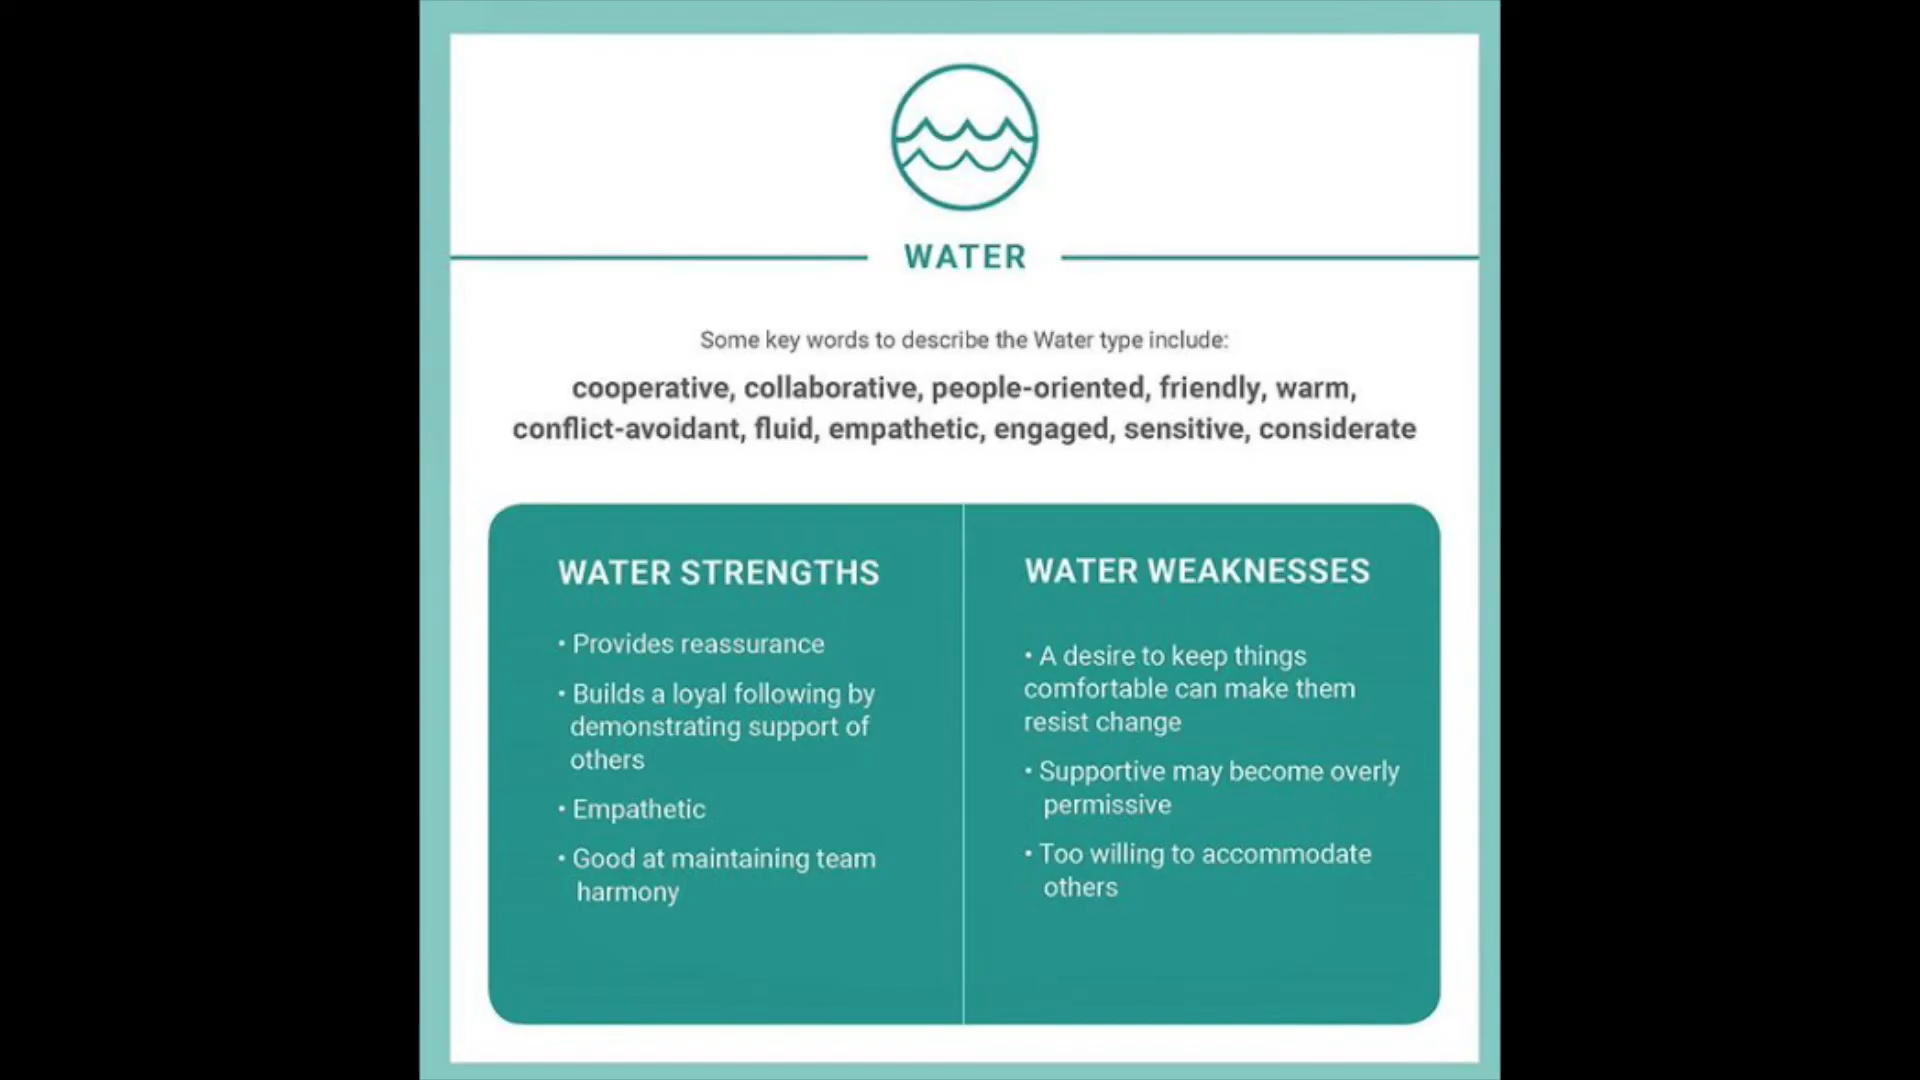 WATER
Some key words to describe the Water type include:
cooperative, collaborative, people-oriented, friendly, warm,
conflict-avoidant, fluid, empathetic, engaged, sensitive, considerate
WATER STRENGTHS
• Provides reassurance
• Builds a loyal following by
demonstrating support of
others
• Empathetic
• Good at maintaining team
harmony
WATER WEAKNESSES
• A desire to keep things
comfortable can make them
resist change
• Supportive may become overly
permissive
• Too willing to accommodate
others